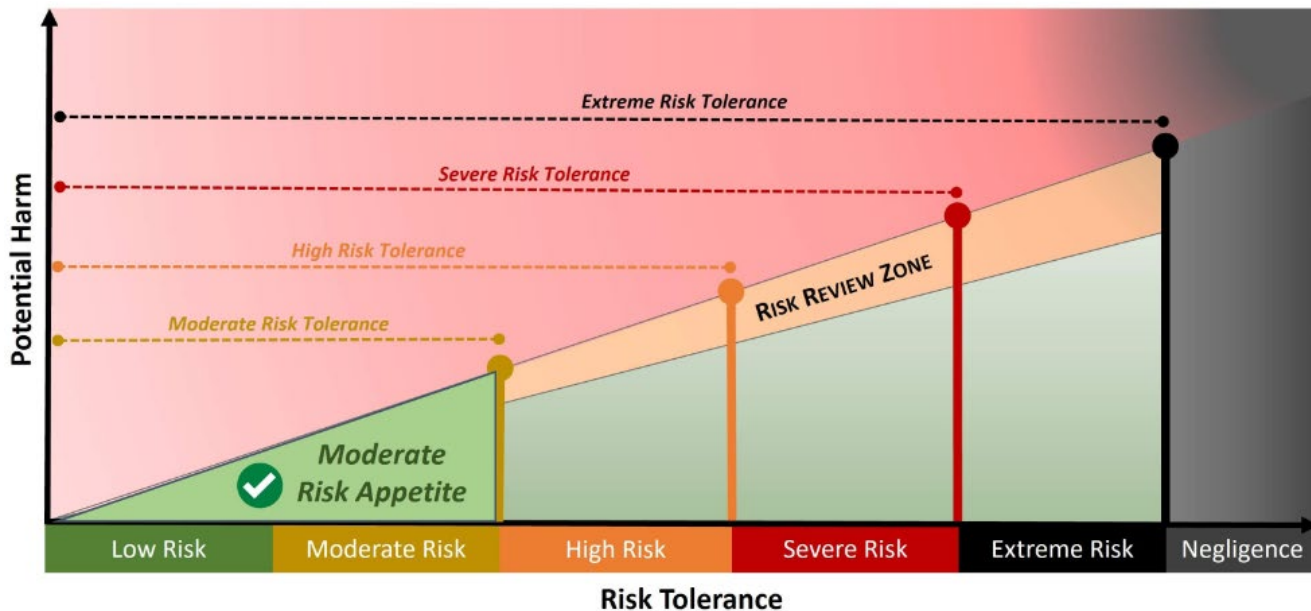 Extreme Risk Tolerance
Severe Risk Tolerance
High Risk Tolerance
Moderate Risk Tolerance
Potential Harm
RISK REVIEW ZONE
Moderate
Risk Appetite
Low Risk
Moderate Risk
High Risk
Severe Risk
Extreme Risk
Negligence
Risk Tolerance